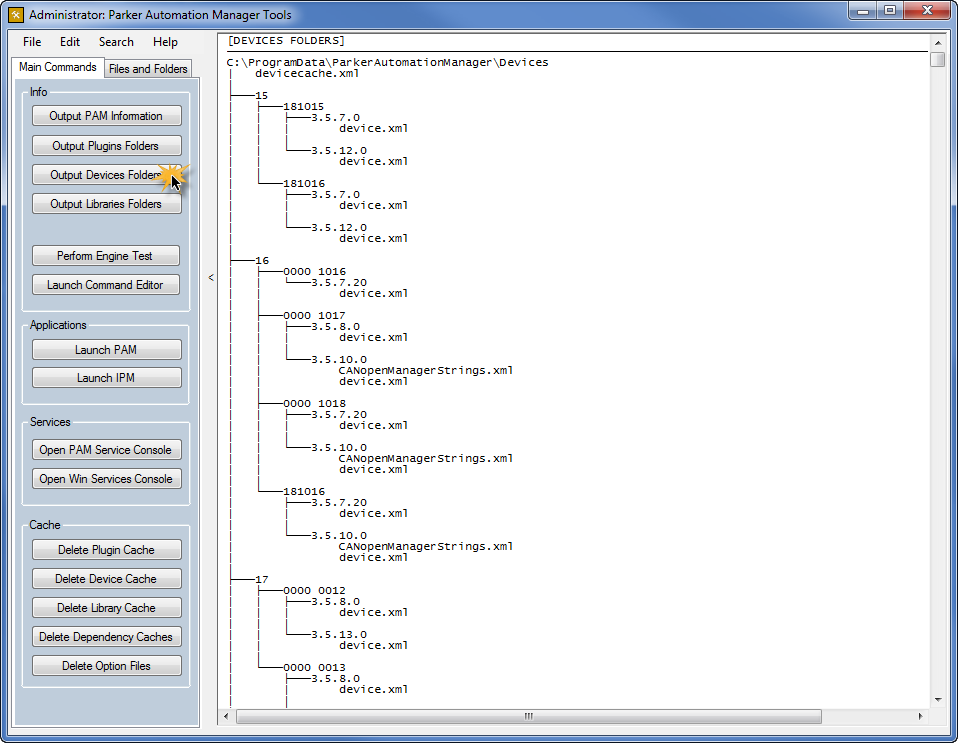 Administrator: Parker Automation Manager Tools
File Edit Search Help
Main Commands Files and Folders
Info
Output PAM Information
Output Plugins Folders
Output Devices Folders
Output Libraries Folders
Perform Engine Test
Launch Command Editor
Applications
Launch PAM
Launch IPM
Services
Open PAM Service Console
Open Win Services Console
Cache
Delete Plugin Cache
Delete Device Cache
Delete Library Cache
Delete Dependency Caches
Delete Option Files
<
[DEVICES FOLDERS]
C:\ProgramData\ParkerAutomationManager\Devices
devicecache.xml
15
181015
3.5.7.0
device.xml
3.5.12.0
device.xml
181016
3.5.7.0
device.xml
3.5.12.0
device.xml
16
0000 1016
3.5.7.20
device.xml
0000 1017
3.5.8.0
device.xml
3.5.10.0
CANopenManagerStrings.xml
device.xml
0000 1018
3.5.7.20
device.xml
3.5.10.0
CANopenManagerStrings.xml
device.xml
181016
3.5.7.20
device.xml
3.5.10.0
CANopenManagerStrings.xml
device.xml
17
0000 0012
3.5.8.0
device.xml
3.5.13.0
device.xml
0000 0013
3.5.8.0
device.xml